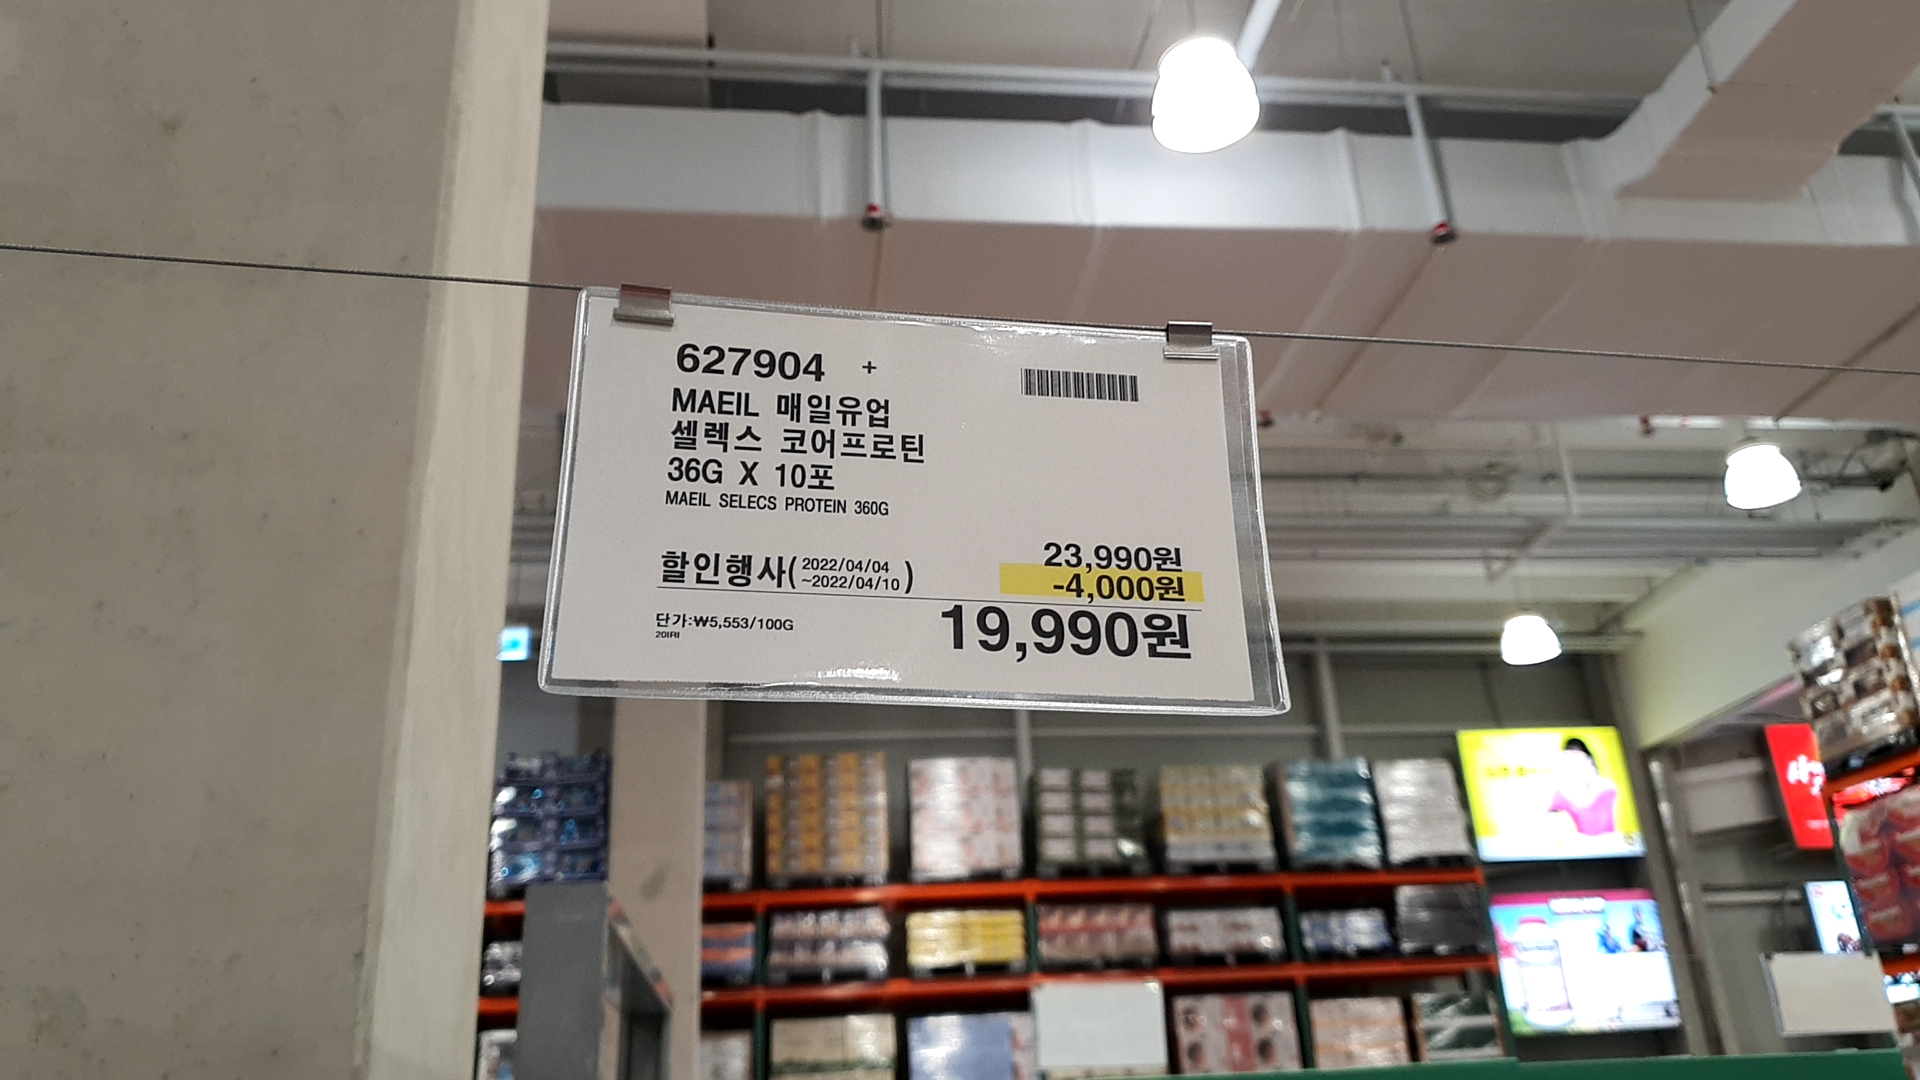 627904 +
MAEIL 매일유업
셀렉스 코어프로틴
36G X 10포
MAEIL SELECS PROTEIN 360G
23,990원
할인행사(2022/04/04 ~2022/04/10)
-4,000원
단가:₩5,553/100G
19,990원